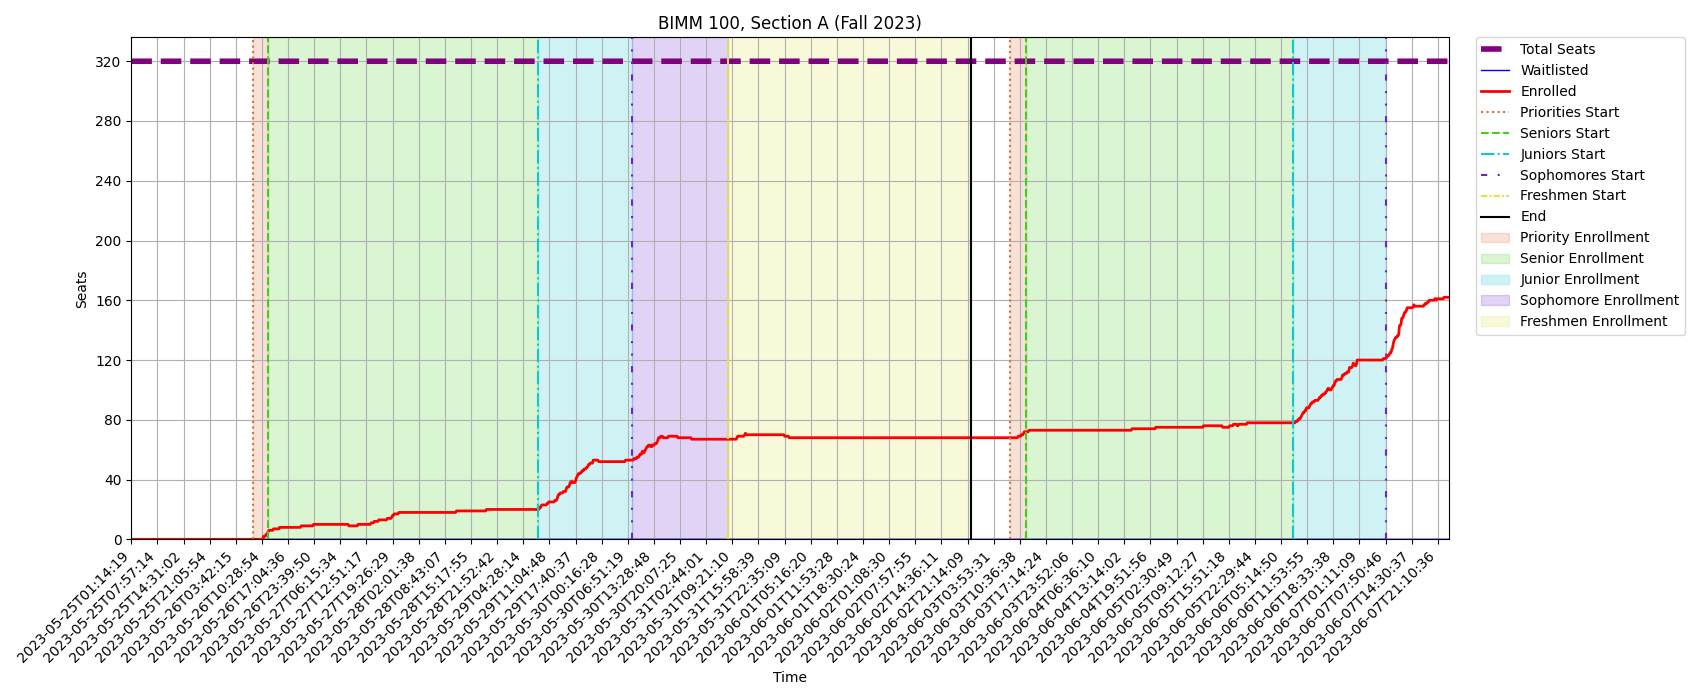 BIMM 100, Section A (Fall 2023)
Seats
320
280
240
200
160
120
80
40
0
2023-05-25T01:14:19
2023-05-25T07:57:14
2023-05-25T14:31:02
2023-05-25T21:05:54
2023-05-26T03:42:15
2023-05-26T10:28:54
2023-05-26T17:04:36
2023-05-26T23:39:50
2023-05-27T06:15:34
2023-05-27T12:51:17
2023-05-27T19:26:29
2023-05-28T02:01:38
2023-05-28T08:43:07
2023-05-28T15:17:55
2023-05-28T21:52:42
2023-05-29T04:28:14
2023-05-29T11:04:48
2023-05-29T17:40:37
2023-05-30T00:16:28
2023-05-30T06:51:19
2023-05-30T13:28:48
2023-05-30T20:07:25
2023-05-31T02:44:01
2023-05-31T09:21:10
2023-05-31T15:58:39
2023-05-31T22:35:09
2023-06-01T05:16:20
2023-06-01T11:53:28
2023-06-01T18:30:24
2023-06-02T01:08:30
2023-06-02T07:57:55
2023-06-02T14:36:11
2023-06-02T21:14:09
2023-06-03T03:53:31
2023-06-03T10:36:38
2023-06-03T17:14:24
2023-06-03T23:52:06
2023-06-04T06:36:10
2023-06-04T13:14:02
2023-06-04T19:51:56
2023-06-05T02:30:49
2023-06-05T09:12:27
2023-06-05T15:51:18
2023-06-05T22:29:44
2023-06-06T05:14:50
2023-06-06T11:53:55
2023-06-06T18:33:38
2023-06-07T01:11:09
2023-06-07T07:50:46
2023-06-07T14:30:37
2023-06-07T21:10:36
Time
Total Seats
Waitlisted
Enrolled
Priorities Start
Seniors Start
Juniors Start
Sophomores Start
Freshmen Start
End
Priority Enrollment
Senior Enrollment
Junior Enrollment
Sophomore Enrollment
Freshmen Enrollment